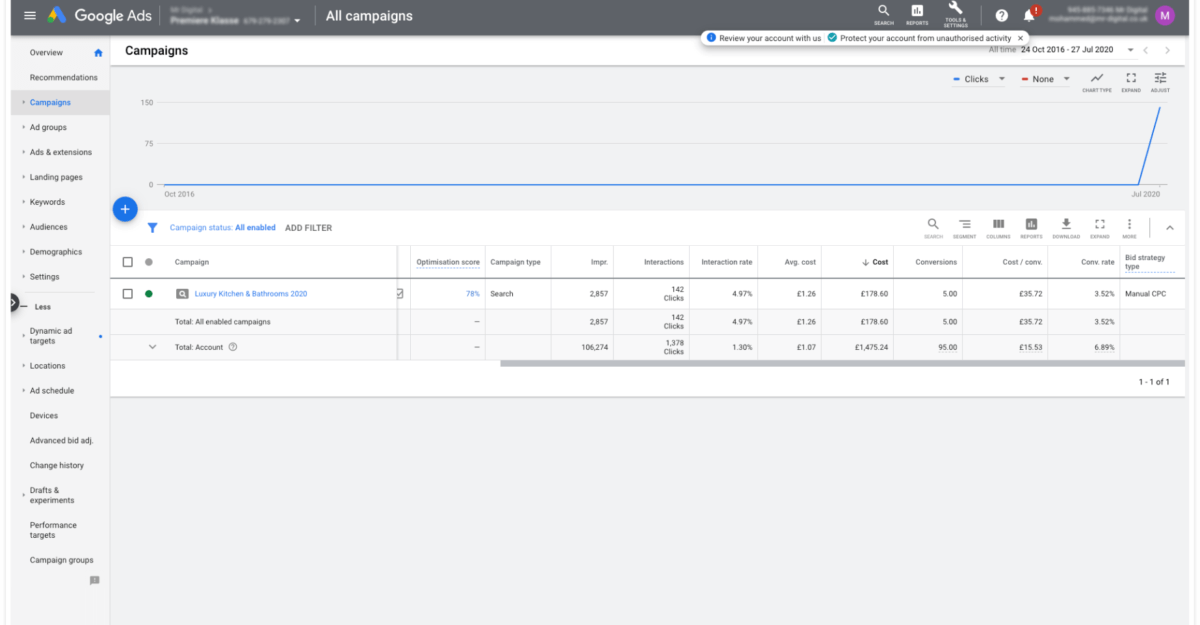 Google Ads
Mr Digital >
Premiere Klasse
All campaigns
SEARCH
REPORTS
TOOLS & SETTINGS
M
Review your account with us
Protect your account from unauthorised activity
Overview
Recommendations
Campaigns
Ad groups
Ads & extensions
Landing pages
Keywords
Audiences
Demographics
Settings
Less
Dynamic ad
targets
Locations
Ad schedule
Devices
Advanced bid adj.
Change history
Drafts &
experiments
Performance
targets
Campaign groups
Campaigns
All time 24 Oct 2016 - 27 Jul 2020
Clicks
None
CHART TYPE
EXPAND
ADJUST
150
75
0
Oct 2016
Jul 2020
Campaign status: All enabled ADD FILTER
SEARCH
SEGMENT
COLUMNS
REPORTS
DOWNLOAD
EXPAND
MORE
Campaign Optimisation score Campaign type Impr. Interactions Interaction rate Avg. cost Cost Conversions Cost / conv. Conv. rate Bid strategy type
Luxury Kitchen & Bathrooms 2020 78% Search 2,857 142 Clicks 4.97% £1.26 £178.60 5.00 £35.72 3.52% Manual CPC
Total: All enabled campaigns – 2,857 142 Clicks 4.97% £1.26 £178.60 5.00 £35.72 3.52%
Total: Account – 106,274 1,378 Clicks 1.30% £1.07 £1,475.24 95.00 £15.53 6.89%
1 - 1 of 1